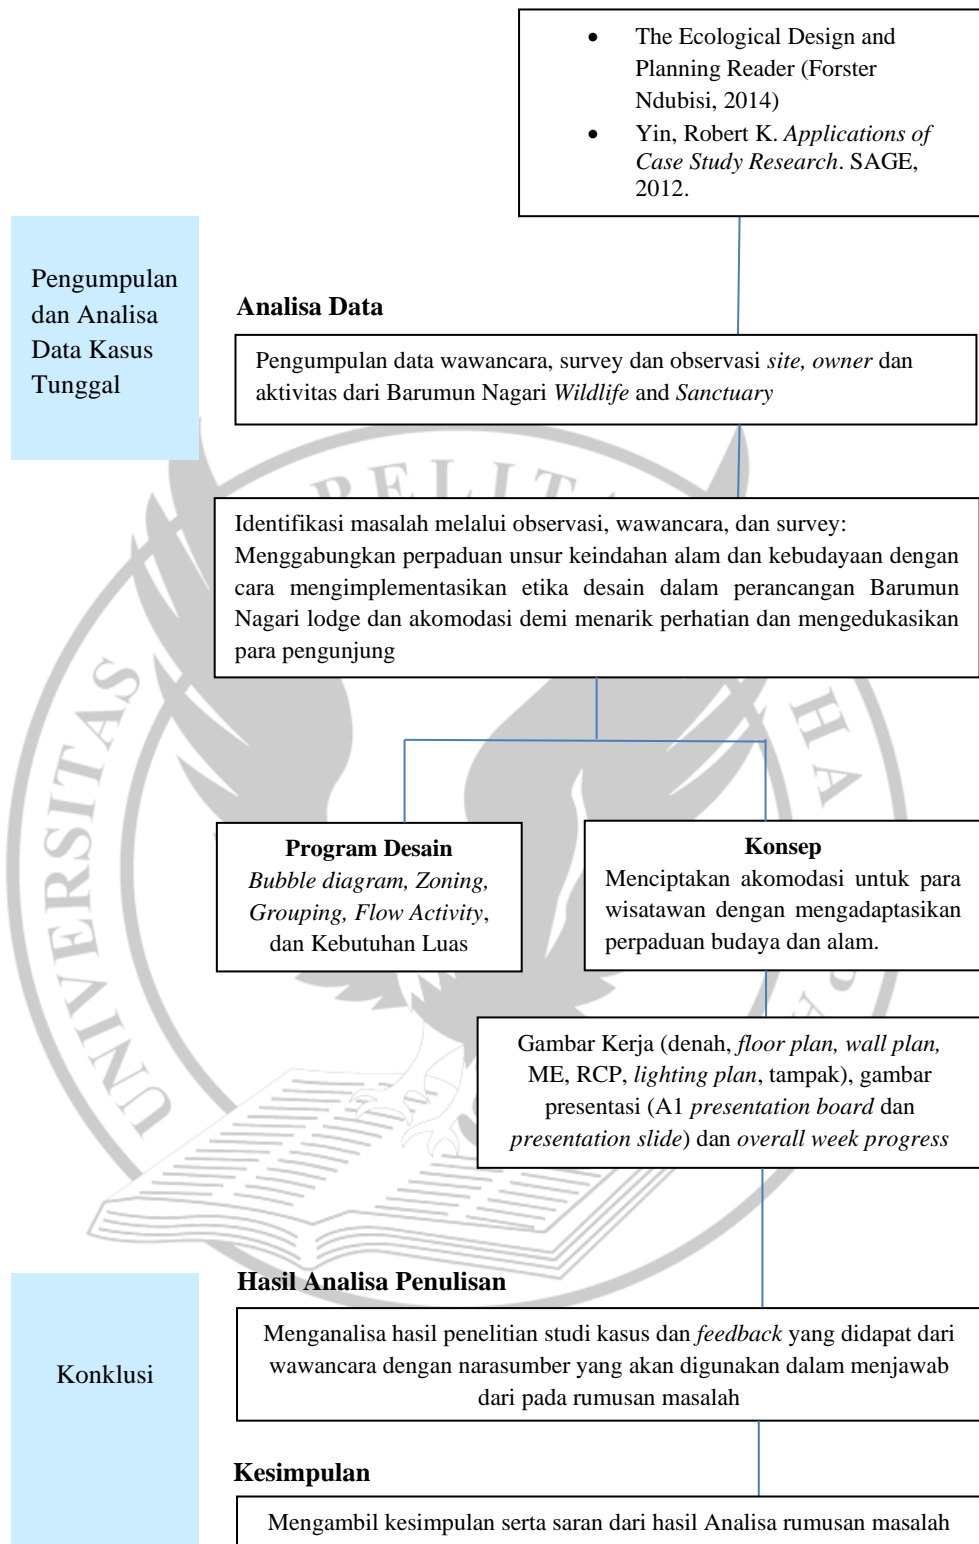 • The Ecological Design and
Planning Reader (Forster
Ndubisi, 2014)
• Yin, Robert K. Applications of
Case Study Research. SAGE,
2012.
Pengumpulan
dan Analisa
Data Kasus
Tunggal
Analisa Data
Pengumpulan data wawancara, survey dan observasi site, owner dan
aktivitas dari Barumun Nagari Wildlife and Sanctuary
Identifikasi masalah melalui observasi, wawancara, dan survey:
Menggabungkan perpaduan unsur keindahan alam dan kebudayaan dengan
cara mengimplementasikan etika desain dalam perancangan Barumun
Nagari lodge dan akomodasi demi menarik perhatian dan mengedukasikan
para pengunjung
Program Desain
Bubble diagram, Zoning,
Grouping, Flow Activity,
dan Kebutuhan Luas
Konsep
Menciptakan akomodasi untuk para
wisatawan dengan mengadaptasikan
perpaduan budaya dan alam.
Gambar Kerja (denah, floor plan, wall plan,
ME, RCP, lighting plan, tampak), gambar
presentasi (A1 presentation board dan
presentation slide) dan overall week progress
Konklusi
Hasil Analisa Penulisan
Menganalisa hasil penelitian studi kasus dan feedback yang didapat dari
wawancara dengan narasumber yang akan digunakan dalam menjawab
dari pada rumusan masalah
Kesimpulan
Mengambil kesimpulan serta saran dari hasil Analisa rumusan masalah
UNIVERSITAS
PELITA
HA